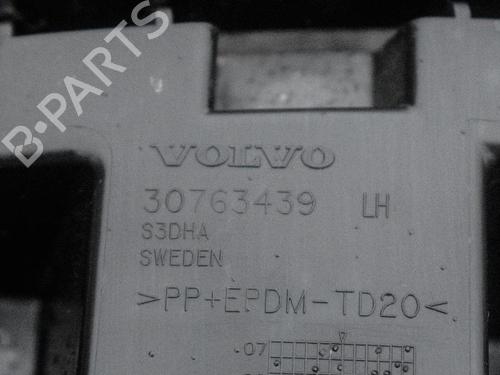 B-PARTS
VOLVO
30763439 LH
S3DHA
SWEDEN
>PP+EPDM-TD20<
07